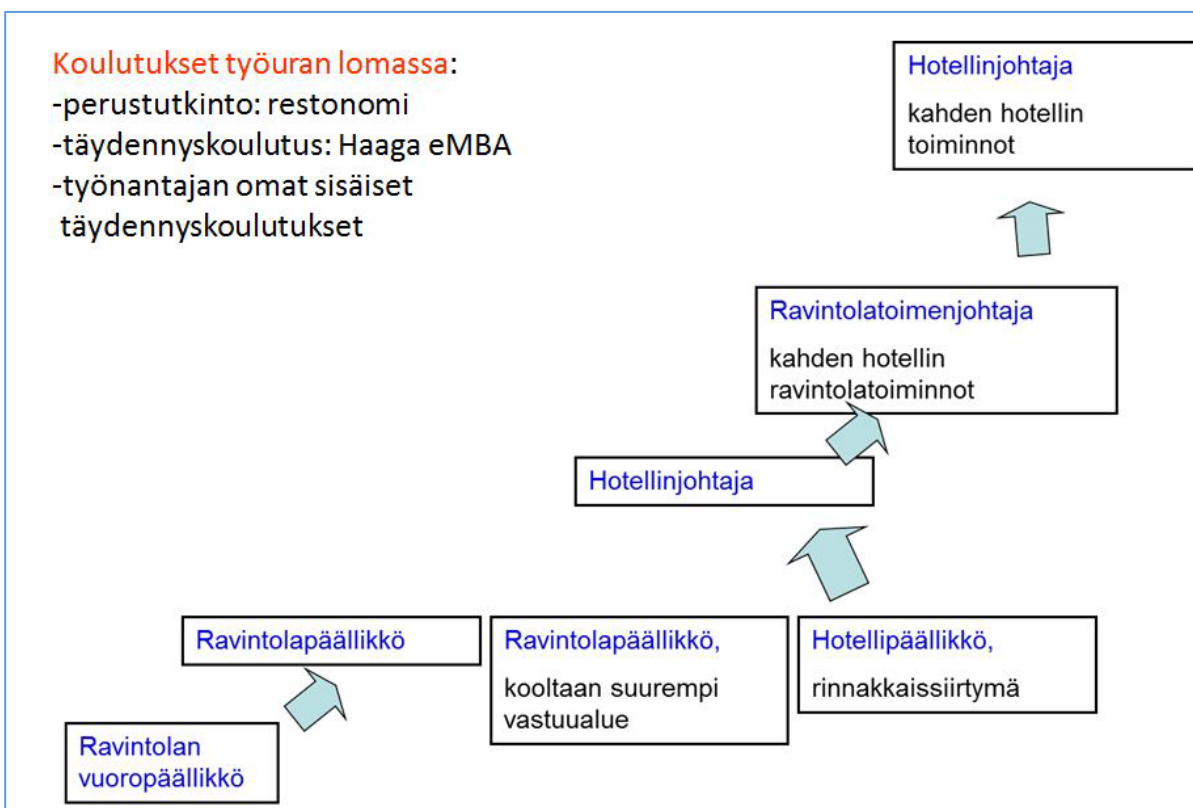 Koulutukset työuran lomassa:
-perustutkinto: restonomi
-täydennyskoulutus: Haaga eMBA
-työnantajan omat sisäiset
täydennyskoulutukset
Hotellinjohtaja
kahden hotellin
toiminnot
Ravintolatoimenjohtaja
kahden hotellin
ravintolatoiminnot
Hotellinjohtaja
Ravintolapäällikkö
Ravintolapäällikkö,
kooltaan suurempi
vastuualue
Hotellipäällikkö,
rinnakkaissiirtymä
Ravintolan
vuoropäällikkö